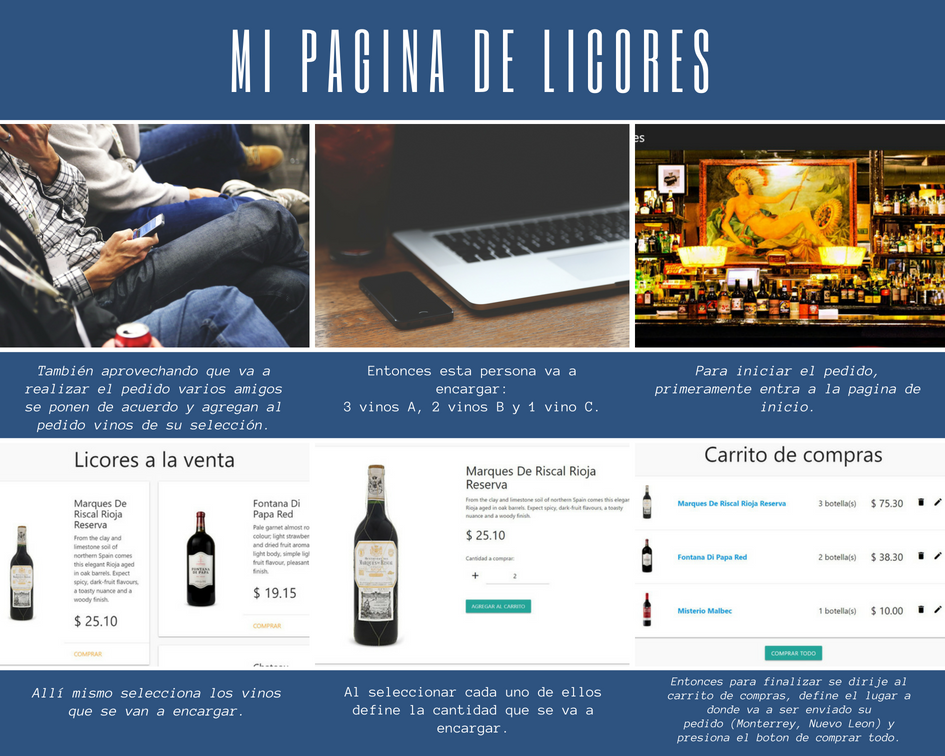 MI PAGINA DE LICORES
es
También aprovechando que va a
realizar el pedido varios amigos
se ponen de acuerdo y agregan al
pedido vinos de su selección.
Entonces esta persona va a
encargar:
3 vinos A, 2 vinos B y 1 vino C.
Para iniciar el pedido,
primeramente entra a la pagina de
inicio.
Licores a la venta
Marques De
Riscal Rioja
Reserva
From the clay and
limestone soil of
northern Spain comes
this elegant Rioja aged
in oak barrels. Expect
spicy, dark-fruit flavours,
a toasty nuance and a
woody finish.
$ 25.10
COMPRAR
Fontana Di
Papa Red
Pale garnet almost ro
colour; light strawber
and dried fruit aroma
light body, simple ligh
fruit flavour, pleasant
finish.
$ 19.15
COMPRAR
FONTANA
DI PAPA
Marques De Riscal Rioja
Reserva
From the clay and limestone soil of northern Spain comes this elegan
Rioja aged in oak barrels. Expect spicy, dark-fruit flavours, a toasty
nuance and a woody finish.
$ 25.10
Cantidad a comprar:
+ 2
AGREGAR AL CARRITO
Carrito de compras
Marques De Riscal Rioja Reserva 3 botella(s) $ 75.30
Fontana Di Papa Red 2 botella(s) $ 38.30
Misterio Malbec 1 botella(s) $ 10.00
COMPRAR TODO
Allí mismo selecciona los vinos
que se van a encargar.
Al seleccionar cada uno de ellos
define la cantidad que se va a
encargar.
Entonces para finalizar se dirije al
carrito de compras, define el lugar a
donde va a ser enviado su
pedido (Monterrey, Nuevo Leon) y
presiona el boton de comprar todo.